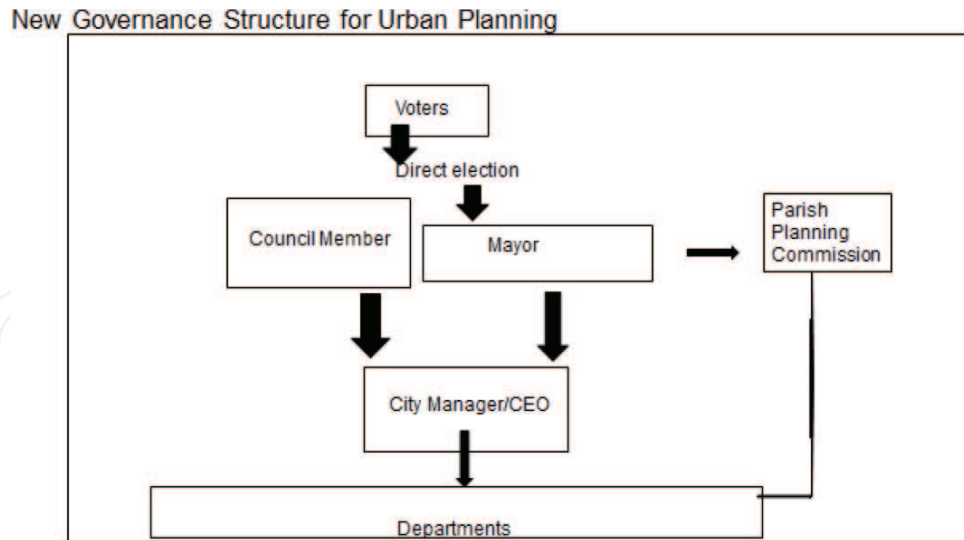 New Governance Structure for Urban Planning
Voters
Direct election
Council Member
Mayor
Parish
Planning
Commission
City Manager/CEO
Departments